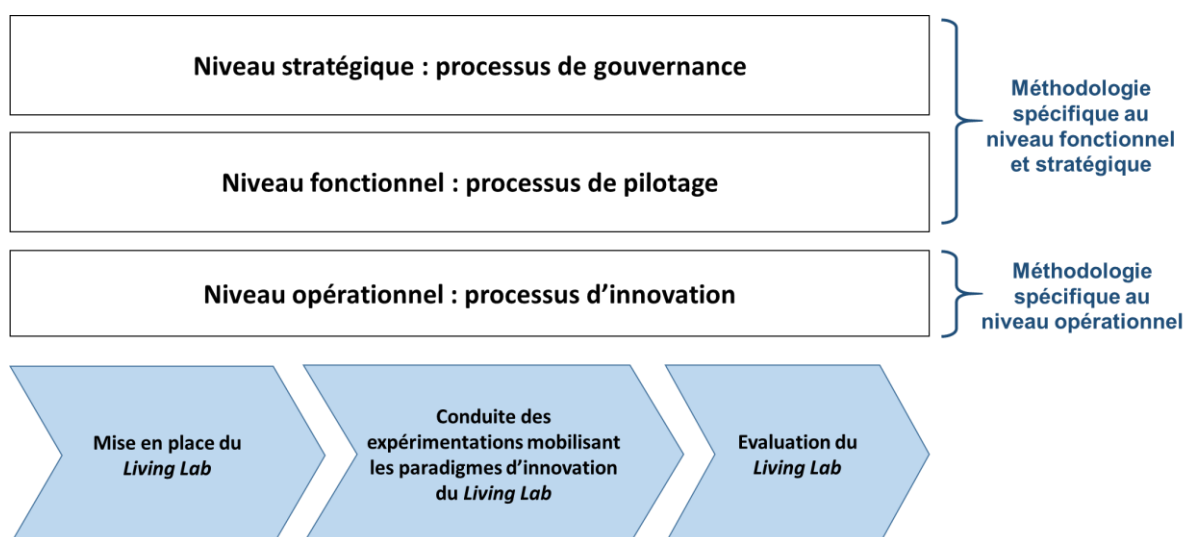 Niveau stratégique : processus de gouvernance
Méthodologie
spécifique au
niveau fonctionnel
et stratégique
Niveau fonctionnel : processus de pilotage
Niveau opérationnel : processus d’innovation
Méthodologie
spécifique au
niveau opérationnel
Mise en place du
Living Lab
Conduite des
expérimentations mobilisant
les paradigmes d’innovation
du Living Lab
Evaluation du
Living Lab